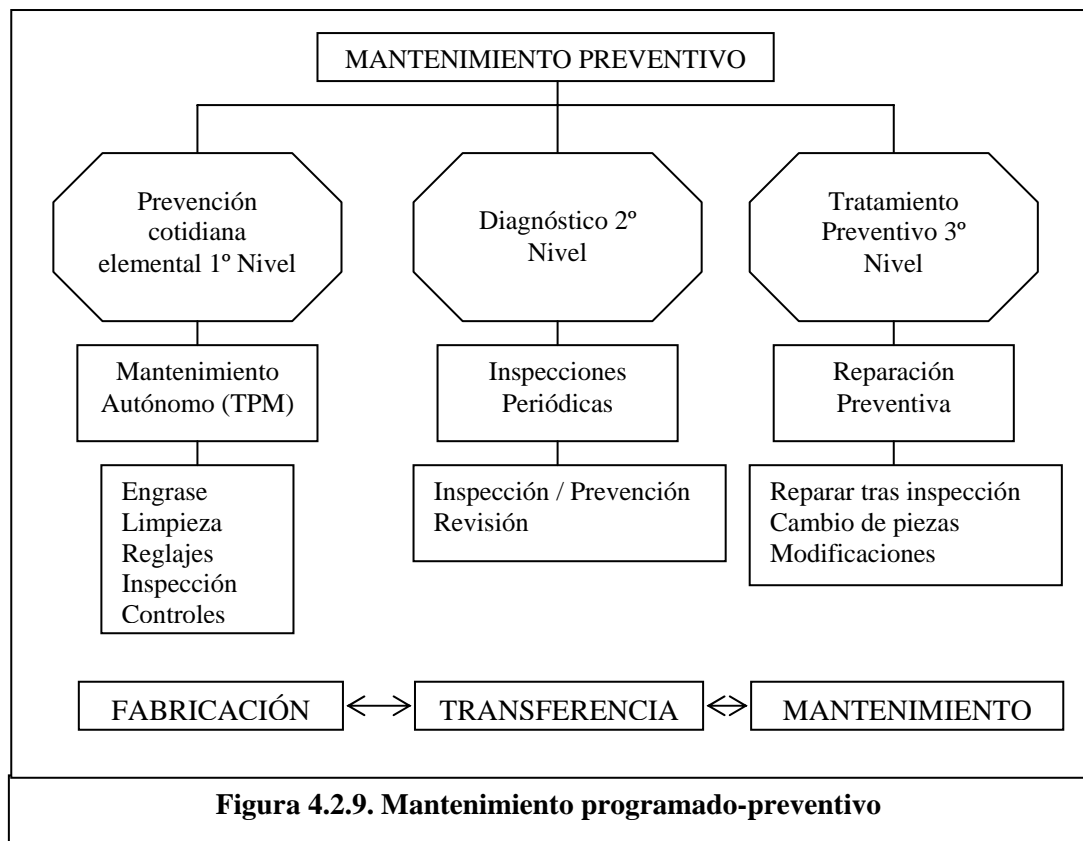 MANTENIMIENTO PREVENTIVO
Prevención
cotidiana
elemental 1º Nivel
Diagnóstico 2º
Nivel
Tratamiento
Preventivo 3º
Nivel
Mantenimiento
Autónomo (TPM)
Inspecciones
Periódicas
Reparación
Preventiva
Engrase
Limpieza
Reglajes
Inspección
Controles
Inspección / Prevención
Revisión
Reparar tras inspección
Cambio de piezas
Modificaciones
FABRICACIÓN
TRANSFERENCIA
MANTENIMIENTO
Figura 4.2.9. Mantenimiento programado-preventivo